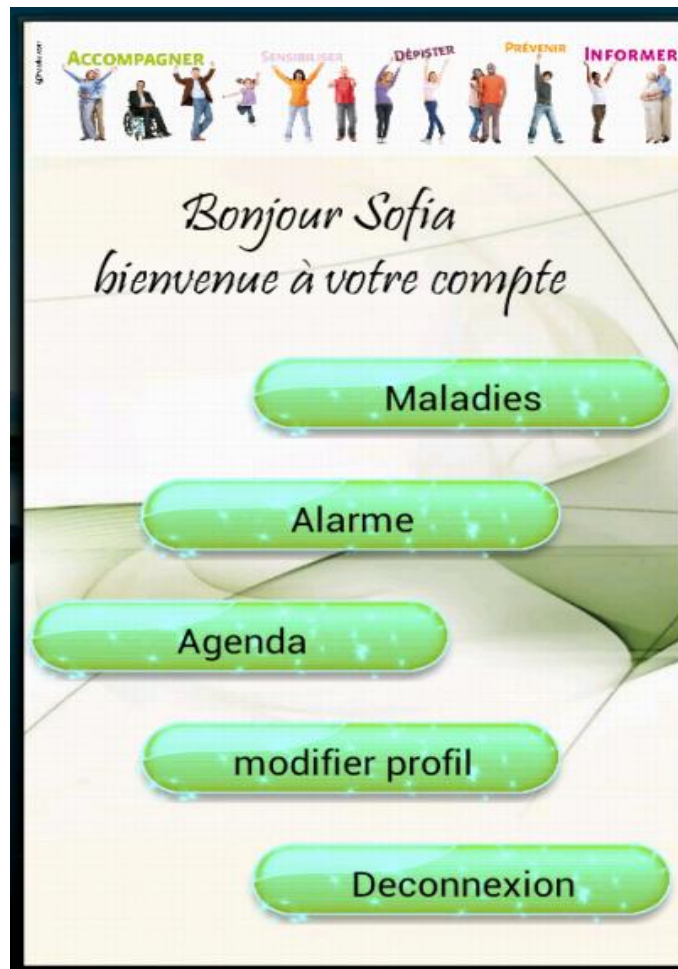 ACCOMPAGNER SENSIBILISER DÉPISTER PRÉVENIR INFORMER
Bonjour Sofia
bienvenue à votre compte
Maladies
Alarme
Agenda
modifier profil
Deconnexion